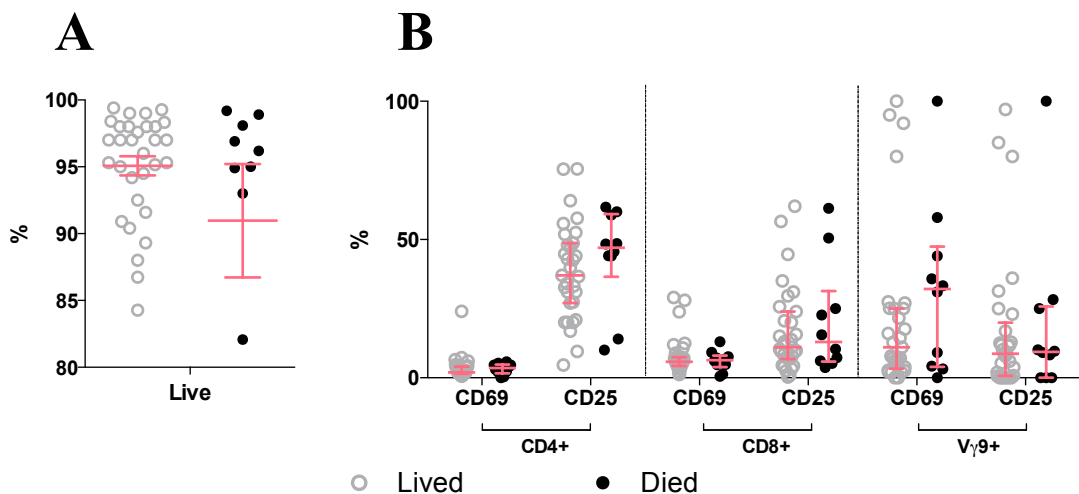 A
B
100
95
90
85
80
%
Live
100
50
0
%
CD69 CD25 CD69 CD25 CD69 CD25
CD4+ CD8+ Vγ9+
Lived Died